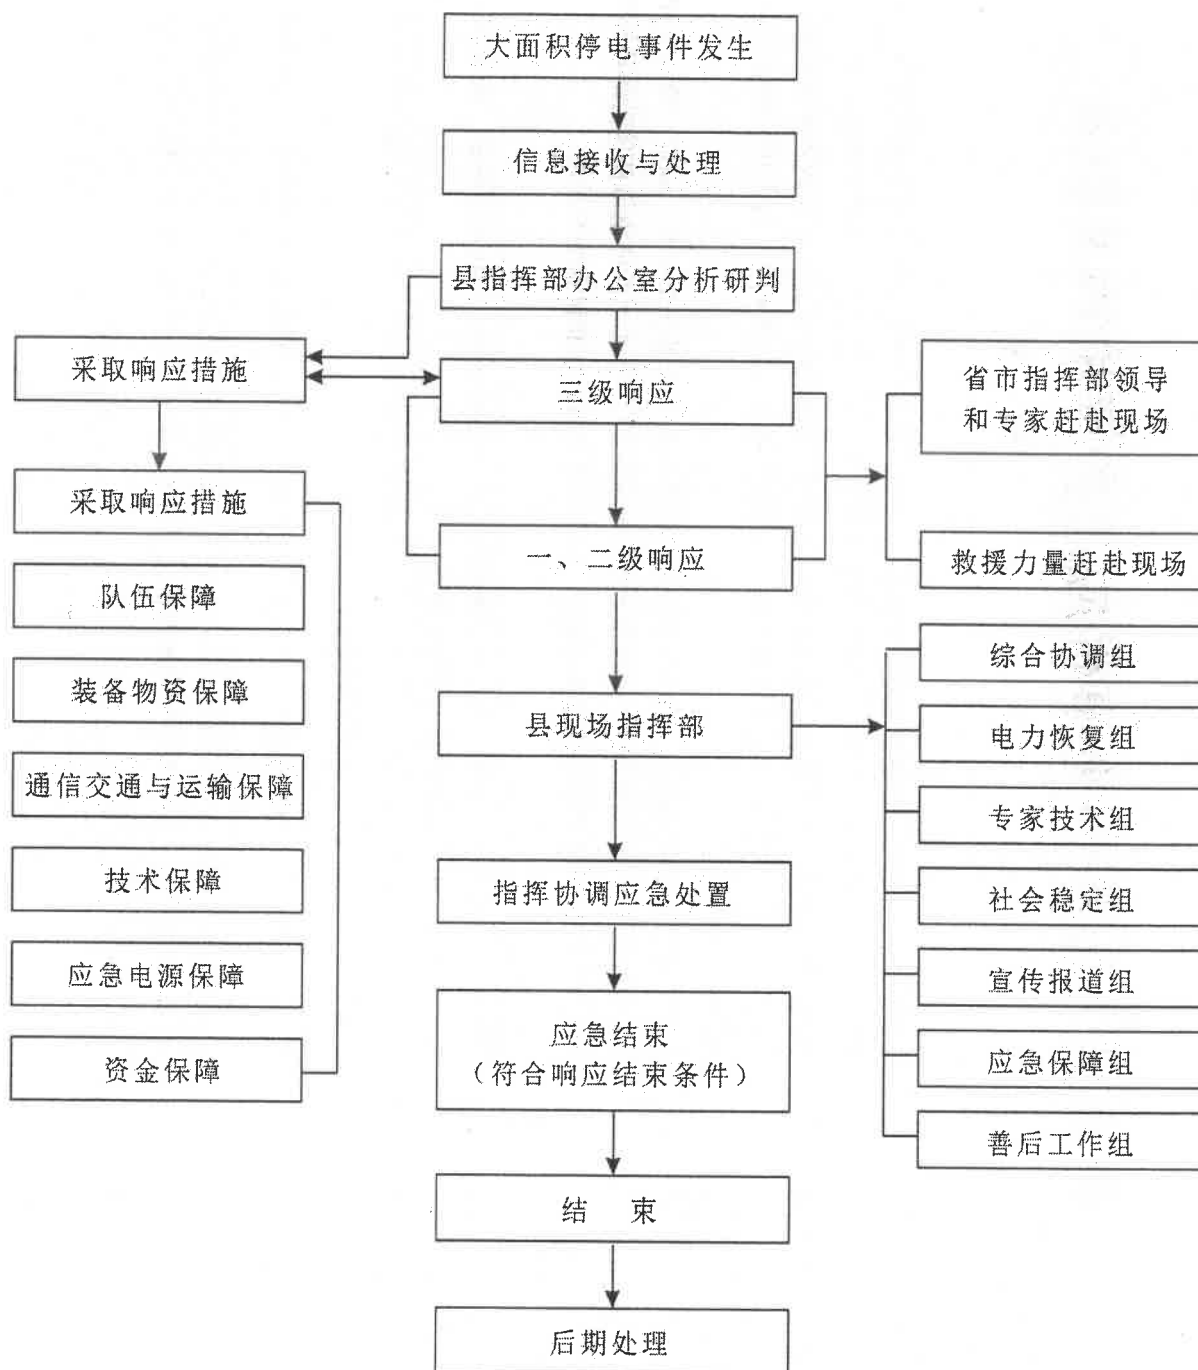 大面积停电事件发生
信息接收与处理
县指挥部办公室分析研判
采取响应措施
三级响应
省市指挥部领导
和专家赶赴现场
采取响应措施
一、二级响应
救援力量赶赴现场
队伍保障
装备物资保障
通信交通与运输保障
技术保障
应急电源保障
资金保障
县现场指挥部
综合协调组
电力恢复组
专家技术组
社会稳定组
宣传报道组
应急保障组
善后工作组
指挥协调应急处置
应急结束
（符合响应结束条件）
结 束
后期处理